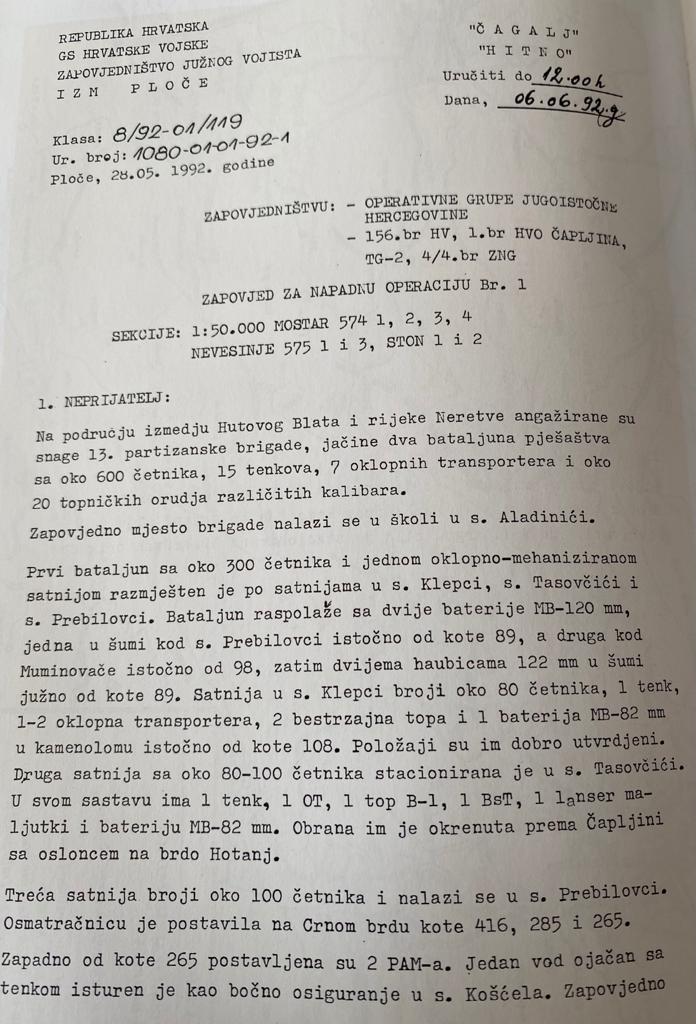 REPUBLIKA HRVATSKA
GS HRVATSKE VOJSKE
ZAPOVJEDNIŠTVO JUŽNOG VOJISTA
I Z M  P L O Č E
"Č A G A L J"
"H I T N O"
Uručiti do 12.00h
Dana, 06.06.92.g
Klasa: 8/92-01/119
Ur. broj: 1080-01-01-92-1
Ploče, 28.05. 1992. godine
ZAPOVJEDNIŠTVU: - OPERATIVNE GRUPE JUGOISTOČNE
HERCEGOVINE
- 156.br HV, 1.br HVO ČAPLJINA,
TG-2, 4/4.br ZNG
ZAPOVJED ZA NAPADNU OPERACIJU Br. 1
SEKCIJE: 1:50.000 MOSTAR 574 1, 2, 3, 4
NEVESINJE 575 1 i 3, STON 1 i 2
1. NEPRIJATELJ:
Na području izmedju Hutovog Blata i rijeke Neretve angažirane su
snage 13. partizanske brigade, jačine dva bataljuna pješaštva
sa oko 600 četnika, 15 tenkova, 7 oklopnih transportera i oko
20 topničkih orudja različitih kalibara.
Zapovjedno mjesto brigade nalazi se u školi u s. Aladinići.
Prvi bataljun sa oko 300 četnika i jednom oklopno-mehaniziranom
satnijom razmješten je po satnijama u s. Klepci, s. Tasovčići i
s. Prebilovci. Bataljun raspolaže sa dvije baterije MB-120 mm,
jedna u šumi kod s. Prebilovci istočno od kote 89, a druga kod
Muminovače istočno od 98, zatim dvijema haubicama 122 mm u šumi
južno od kote 89. Satnija u s. Klepci broji oko 80 četnika, 1 tenk,
1-2 oklopna transportera, 2 bestrzajna topa i 1 baterija MB-82 mm
u kamenolomu istočno od kote 108. Položaji su im dobro utvrdjeni.
Druga satnija sa oko 80-100 četnika stacionirana je u s. Tasovčići.
U svom sastavu ima 1 tenk, 1 OT, 1 top B-1, 1 BsT, 1 lanser ma-
ljutki i bateriju MB-82 mm. Obrana im je okrenuta prema Čapljini
sa osloncem na brdo Hotanj.
Treća satnija broji oko 100 četnika i nalazi se u s. Prebilovci.
Osmatračnicu je postavila na Crnom brdu kote 416, 285 i 265.
Zapadno od kote 265 postavljena su 2 PAM-a. Jedan vod ojačan sa
tenkom isturen je kao bočno osiguranje u s. Košćela. Zapovjedno